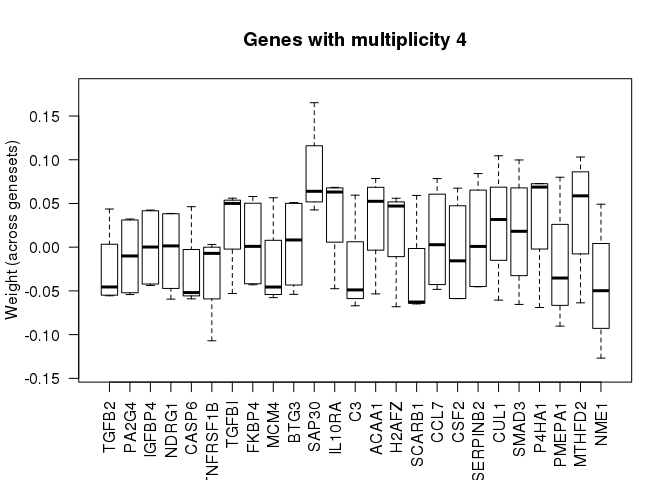 Genes with multiplicity 4
Weight (across genesets)
0.15
0.10
0.05
0.00
-0.05
-0.10
-0.15
TGFB2
PA2G4
IGFBP4
NDRG1
CASP6
TNFRSF1B
TGFBI
FKBP4
MCM4
BTG3
SAP30
IL10RA
C3
ACAA1
H2AFZ
SCARB1
CCL7
CSF2
SERPINB2
CUL1
SMAD3
P4HA1
PMEPA1
MTHFD2
NME1